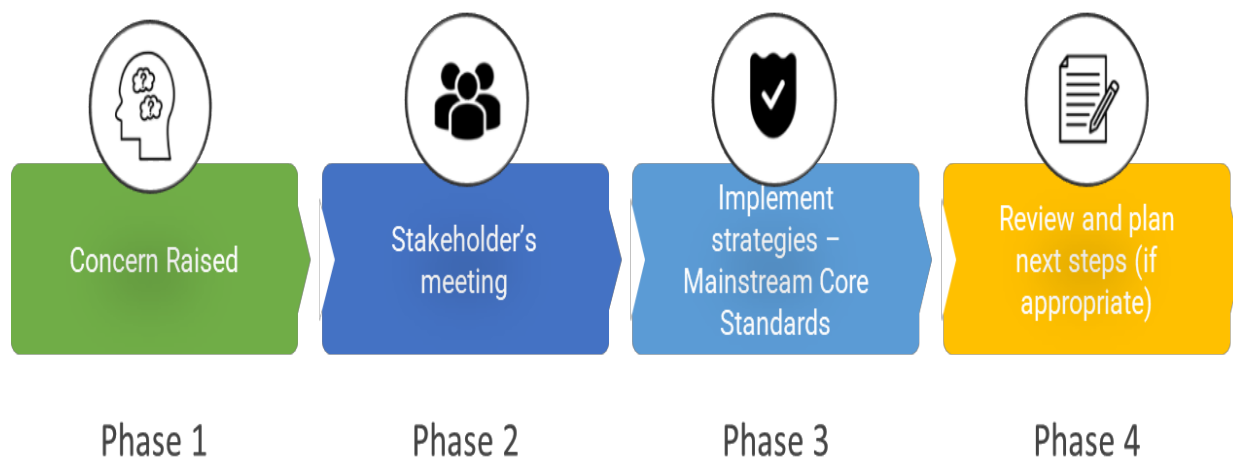 Concern Raised
Stakeholder’s
meeting
Implement
strategies –
Mainstream Core
Standards
Review and plan
next steps (if
appropriate)
Phase 1
Phase 2
Phase 3
Phase 4